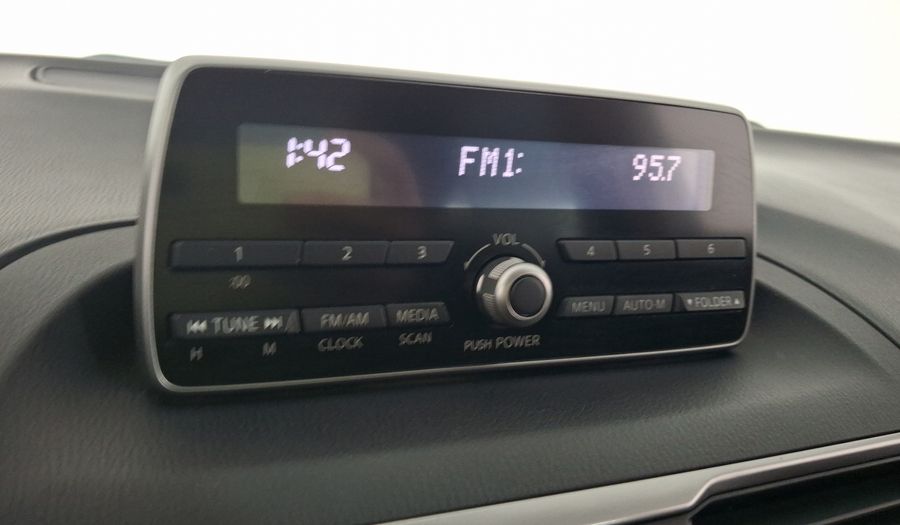 1:42 FM1: 95.7
1 2 3 VOL 4 5 6
:00
⏮ TUNE ⏭ FM/AM MEDIA MENU AUTO-M ▼FOLDER▲
H M CLOCK SCAN PUSH POWER